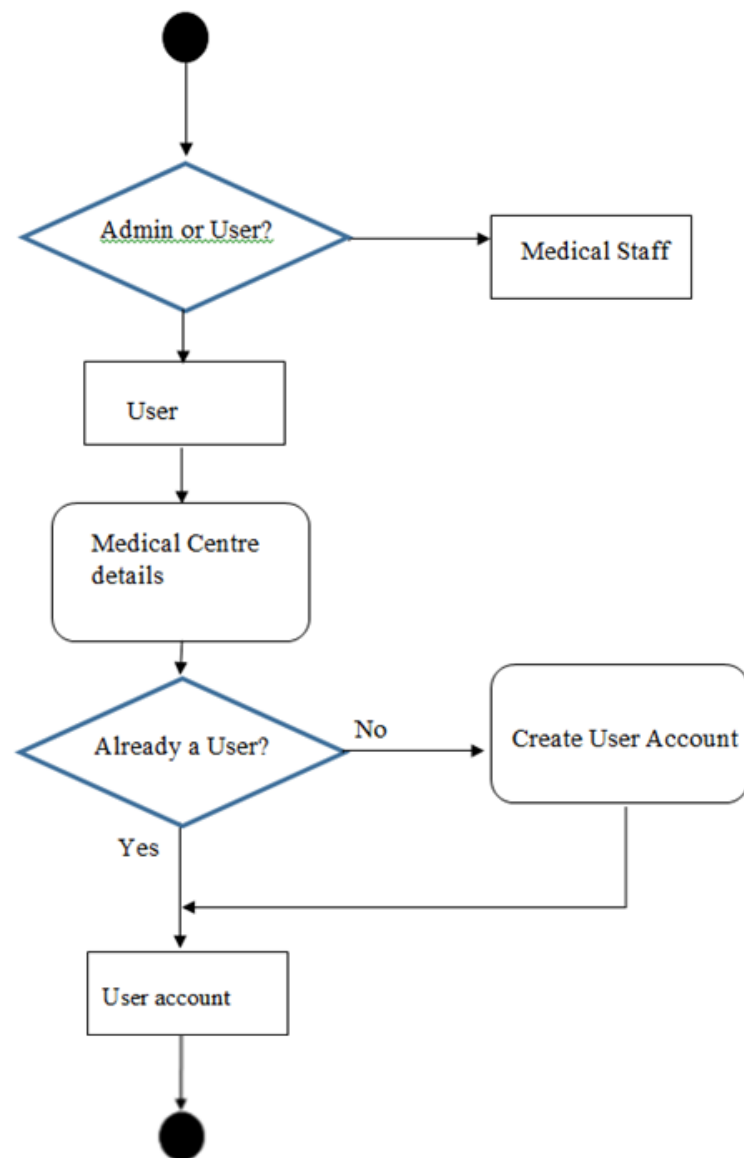 Admin or User?
Medical Staff
User
Medical Centre
details
Already a User?
No
Create User Account
Yes
User account